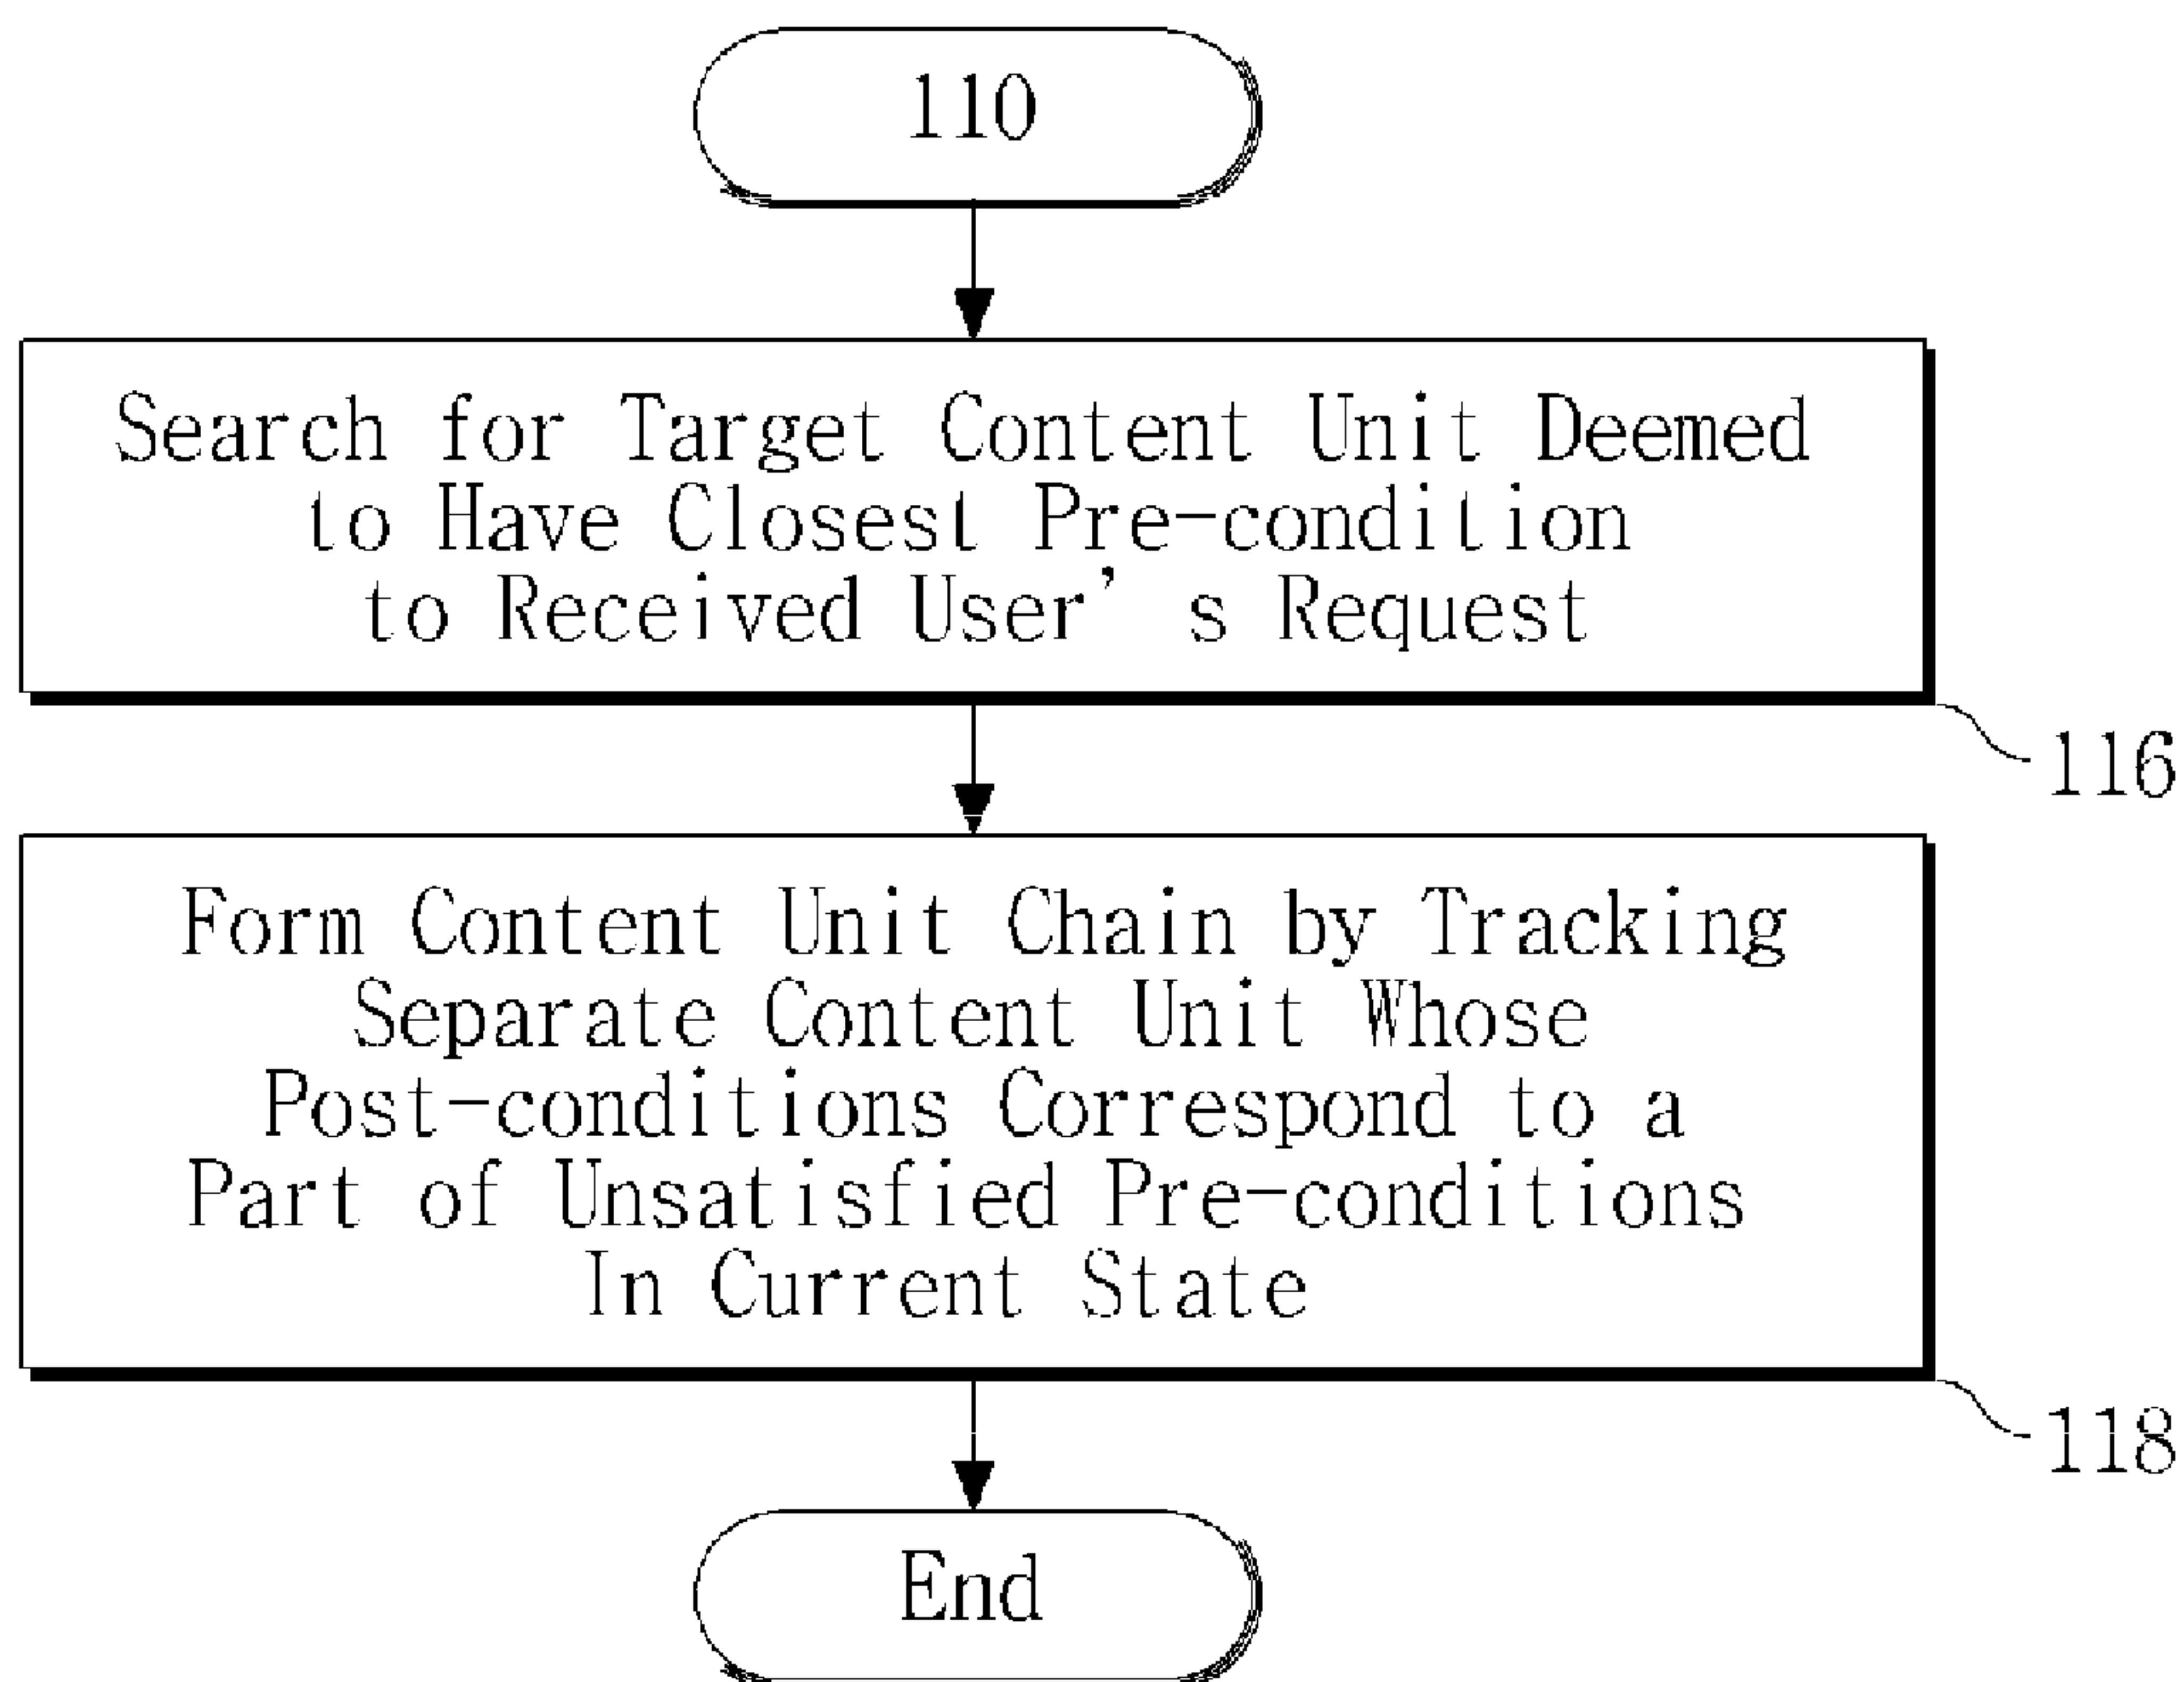 110
Search for Target Content Unit Deemed
to Have Closest Pre-condition
to Received User's Request
116
Form Content Unit Chain by Tracking
Separate Content Unit Whose
Post-conditions Correspond to a
Part of Unsatisfied Pre-conditions
In Current State
118
End